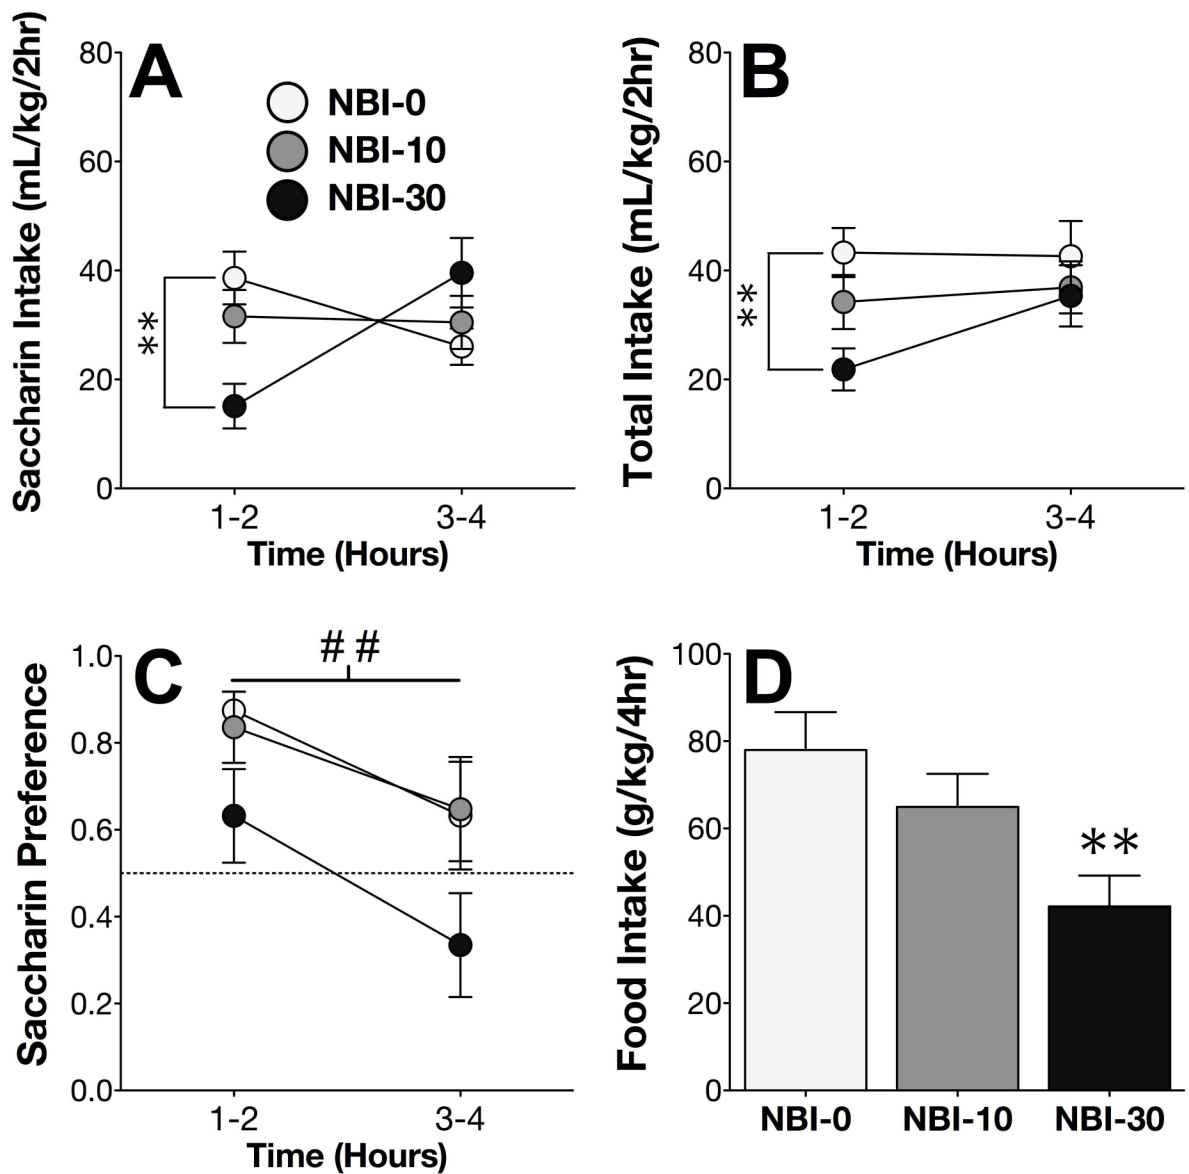 A
Saccharin Intake (mL/kg/2hr)
80
60
40
20
0
NBI-0
NBI-10
NBI-30
**
1-2
3-4
Time (Hours)
B
Total Intake (mL/kg/2hr)
80
60
40
20
0
**
1-2
3-4
Time (Hours)
C
Saccharin Preference
1.0
0.8
0.6
0.4
0.2
0.0
##
1-2
3-4
Time (Hours)
D
Food Intake (g/kg/4hr)
100
80
60
40
20
0
**
NBI-0
NBI-10
NBI-30